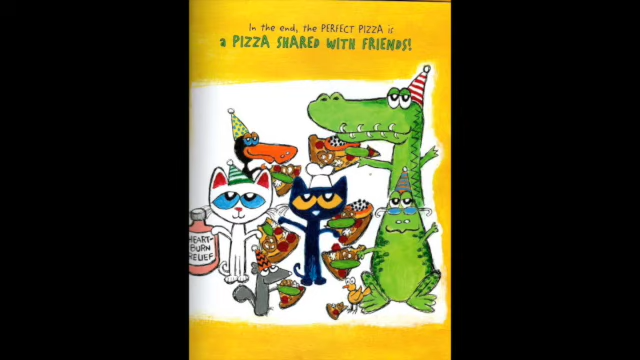 In the end, the PERFECT PIZZA is
a PIZZA SHARED WITH FRIENDS!
HEART-
BURN
RELIEF